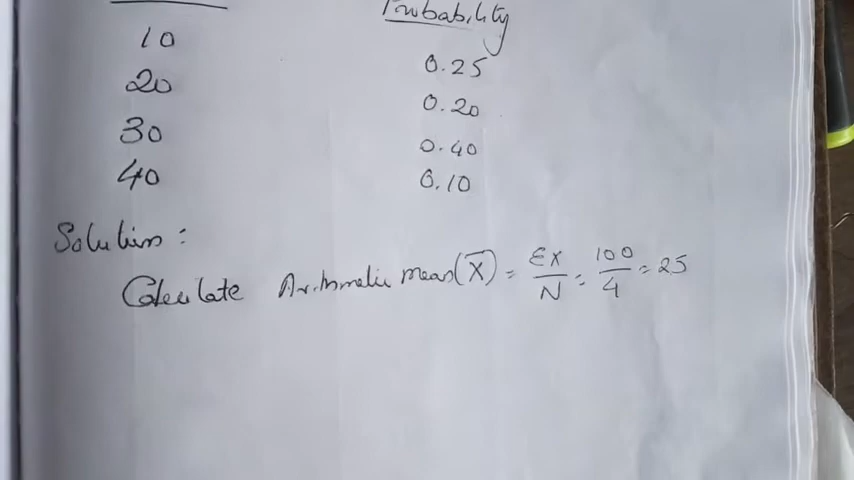 Probability
10 0.25
20 0.20
30 0.40
40 0.10
Solution:
Calculate Arithmetic mean (X̄) = ΣX/N = 100/4 = 25